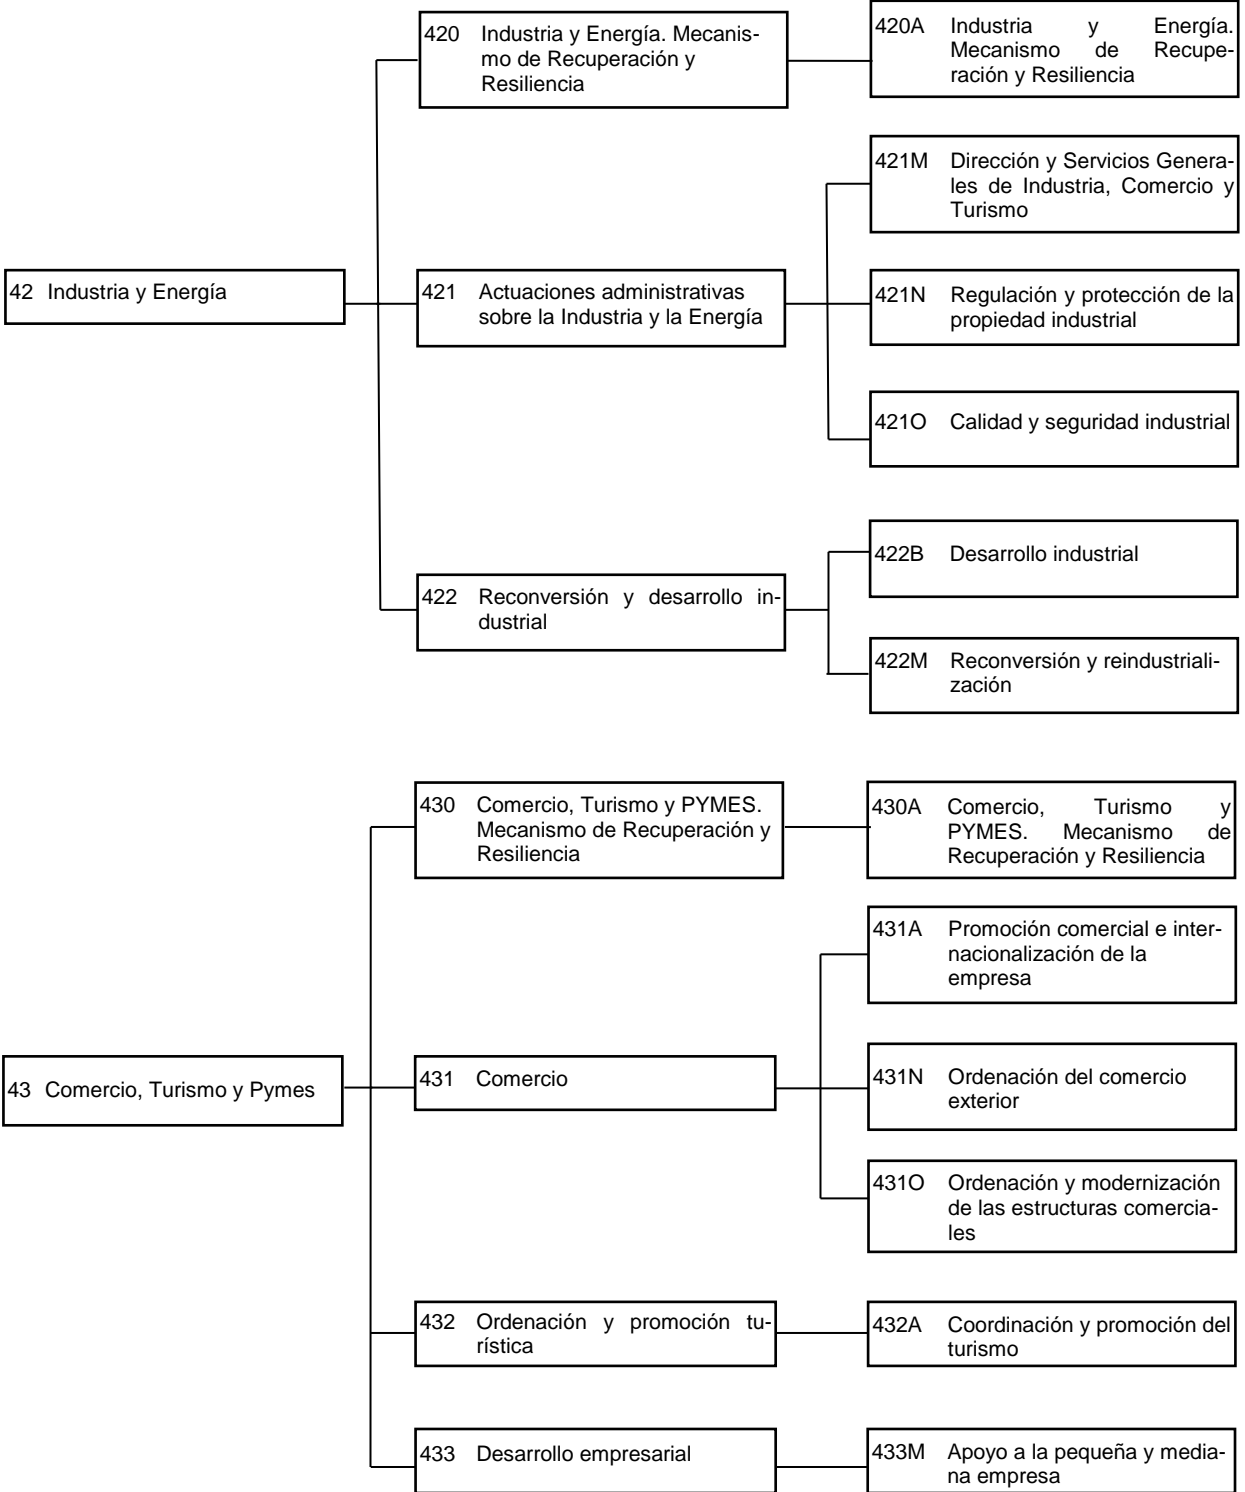 420 Industria y Energía. Mecanis-
mo de Recuperación y
Resiliencia
420A Industria y Energía.
Mecanismo de Recupe-
ración y Resiliencia
421M Dirección y Servicios Genera-
les de Industria, Comercio y
Turismo
42 Industria y Energía
421 Actuaciones administrativas
sobre la Industria y la Energía
421N Regulación y protección de la
propiedad industrial
421O Calidad y seguridad industrial
422B Desarrollo industrial
422 Reconversión y desarrollo in-
dustrial
422M Reconversión y reindustriali-
zación
430 Comercio, Turismo y PYMES.
Mecanismo de Recuperación y
Resiliencia
430A Comercio, Turismo y
PYMES. Mecanismo de
Recuperación y Resiliencia
431A Promoción comercial e inter-
nacionalización de la
empresa
43 Comercio, Turismo y Pymes
431 Comercio
431N Ordenación del comercio
exterior
431O Ordenación y modernización
de las estructuras comercia-
les
432 Ordenación y promoción tu-
rística
432A Coordinación y promoción del
turismo
433 Desarrollo empresarial
433M Apoyo a la pequeña y media-
na empresa